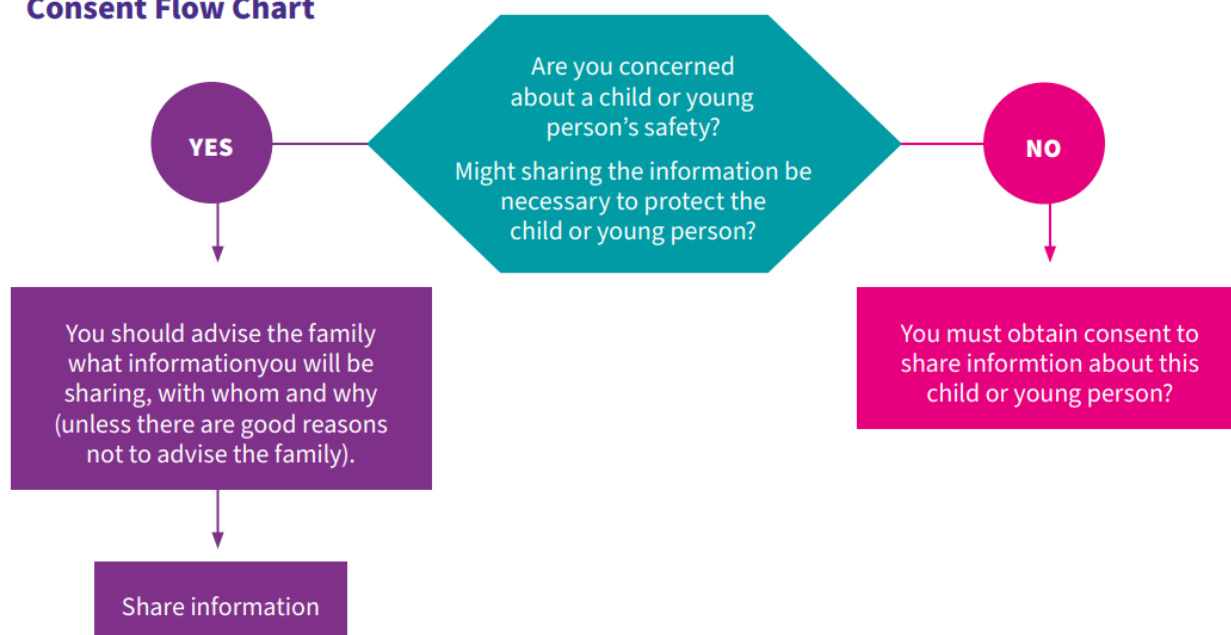 Consent Flow Chart
Are you concerned
about a child or young
person's safety?
Might sharing the information be
necessary to protect the
child or young person?
YES
NO
You should advise the family
what informationyou will be
sharing, with whom and why
(unless there are good reasons
not to advise the family).
You must obtain consent to
share informtion about this
child or young person?
Share information